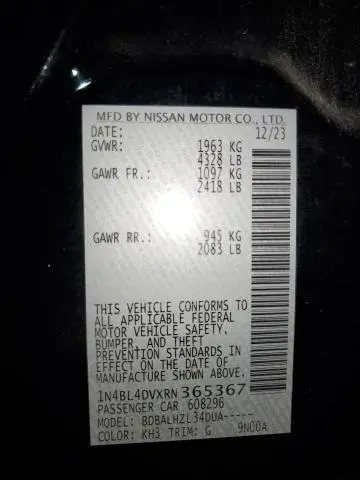 MFD BY NISSAN MOTOR CO., LTD.
DATE: 12/23
GVWR: 1963 KG
4328 LB
GAWR FR.: 1097 KG
2418 LB
GAWR RR.: 945 KG
2083 LB
THIS VEHICLE CONFORMS TO
ALL APPLICABLE FEDERAL
MOTOR VEHICLE SAFETY,
BUMPER, AND THEFT
PREVENTION STANDARDS IN
EFFECT ON THE DATE OF
MANUFACTURE SHOWN ABOVE.
1N4BL4DVXRN365367
PASSENGER CAR 608296
MODEL: BDBALHZL34DUA-----
COLOR: KH3 TRIM: G 9N00A